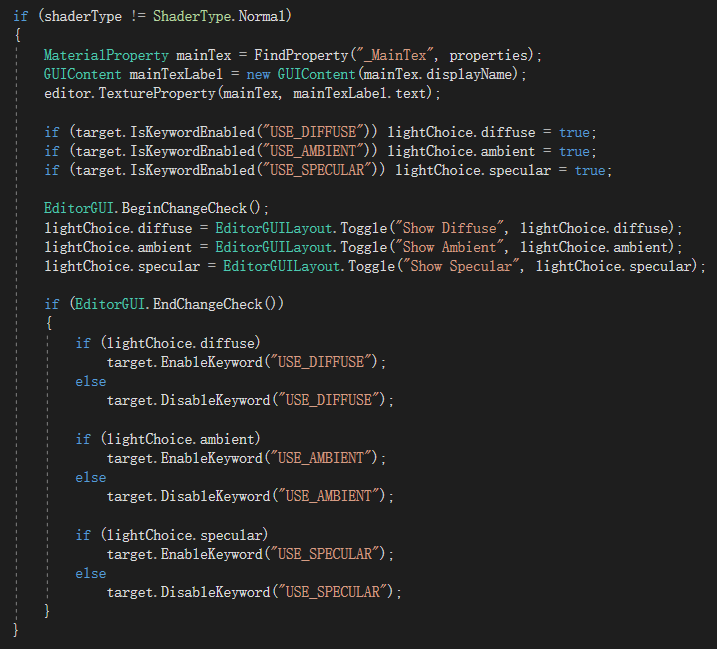 if (shaderType != ShaderType.Normal)
{
MaterialProperty mainTex = FindProperty("_MainTex", properties);
GUIContent mainTexLabel = new GUIContent(mainTex.displayName);
editor.TextureProperty(mainTex, mainTexLabel.text);
if (target.IsKeywordEnabled("USE_DIFFUSE")) lightChoice.diffuse = true;
if (target.IsKeywordEnabled("USE_AMBIENT")) lightChoice.ambient = true;
if (target.IsKeywordEnabled("USE_SPECULAR")) lightChoice.specular = true;
EditorGUI.BeginChangeCheck();
lightChoice.diffuse = EditorGUILayout.Toggle("Show Diffuse", lightChoice.diffuse);
lightChoice.ambient = EditorGUILayout.Toggle("Show Ambient", lightChoice.ambient);
lightChoice.specular = EditorGUILayout.Toggle("Show Specular", lightChoice.specular);
if (EditorGUI.EndChangeCheck())
{
if (lightChoice.diffuse)
target.EnableKeyword("USE_DIFFUSE");
else
target.DisableKeyword("USE_DIFFUSE");
if (lightChoice.ambient)
target.EnableKeyword("USE_AMBIENT");
else
target.DisableKeyword("USE_AMBIENT");
if (lightChoice.specular)
target.EnableKeyword("USE_SPECULAR");
else
target.DisableKeyword("USE_SPECULAR");
}
}